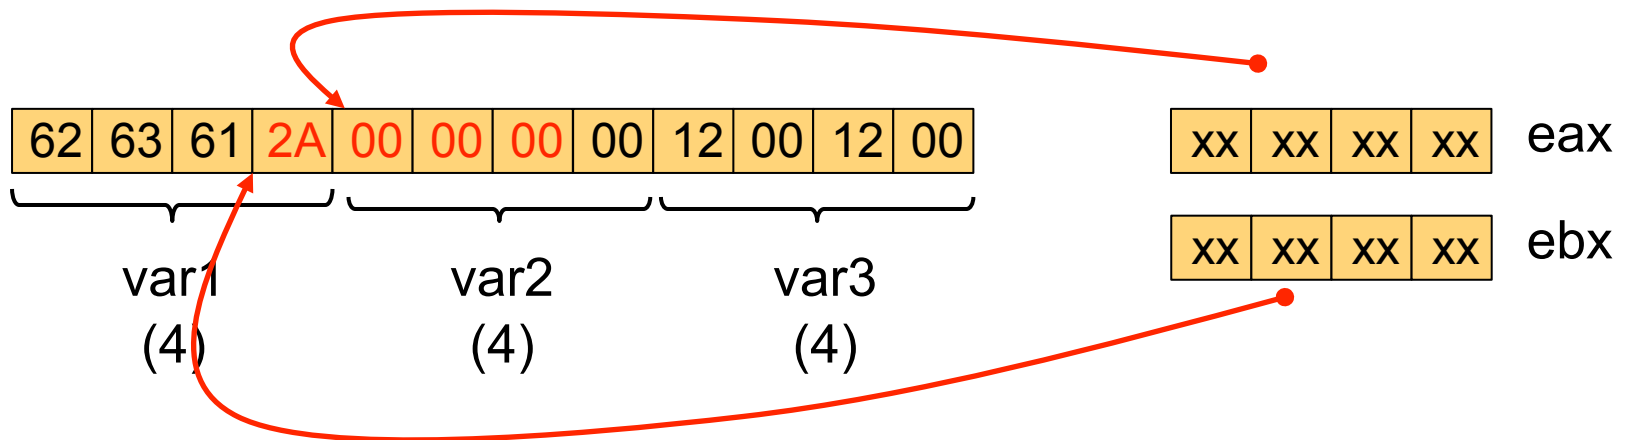 62 63 61 2A 00 00 00 00 12 00 12 00
xx xx xx xx eax
xx xx xx xx ebx
var1 var2 var3
(4) (4) (4)